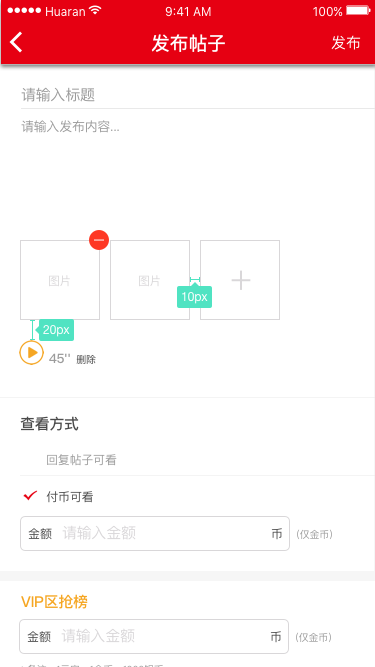 Huaran 9:41 AM 100%
发布帖子 发布
请输入标题
请输入发布内容...
图片 图片
10px
20px
45'' 删除
查看方式
回复帖子可看
付币可看
金额 请输入金额 币 (仅金币)
VIP区抢榜
金额 请输入金额 币 (仅金币)